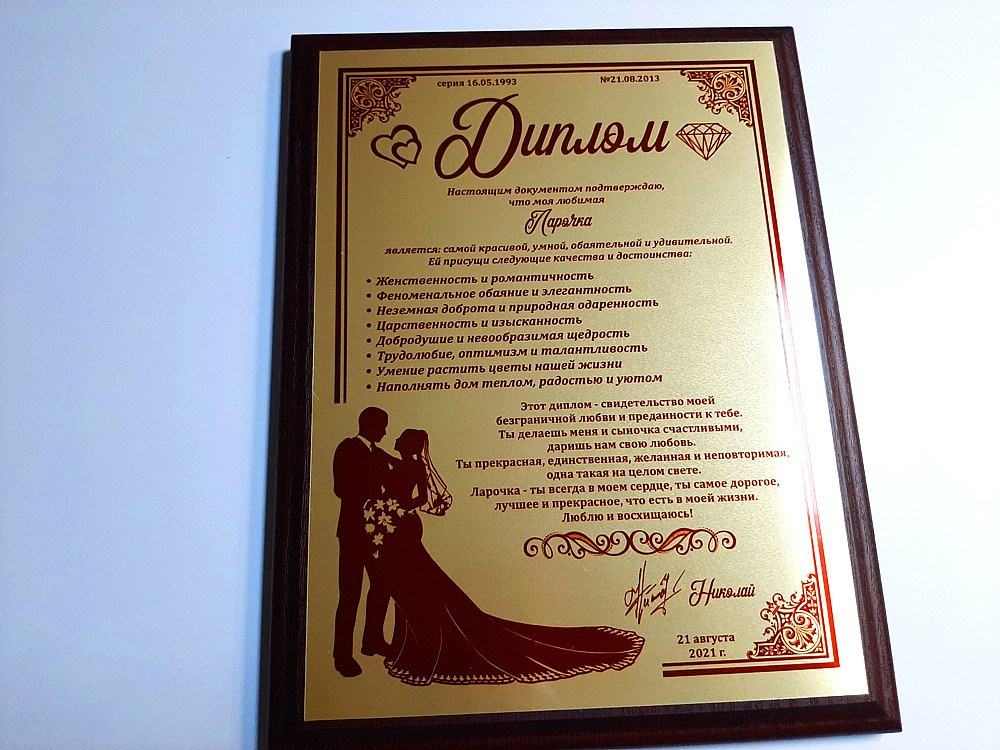 серия 16.05.1993 №21.08.2013
Диплом
Настоящим документом подтверждаю,
что моя любимая
Ларочка
является: самой красивой, умной, обаятельной и удивительной.
Ей присущи следующие качества и достоинства:
• Женственность и романтичность
• Феноменальное обаяние и элегантность
• Неземная доброта и природная одаренность
• Царственность и изысканность
• Добродушие и невообразимая щедрость
• Трудолюбие, оптимизм и талантливость
• Умение растить цветы нашей жизни
• Наполнять дом теплом, радостью и уютом
Этот диплом - свидетельство моей
безграничной любви и преданности к тебе.
Ты делаешь меня и сыночка счастливыми,
даришь нам свою любовь.
Ты прекрасная, единственная, желанная и неповторимая,
одна такая на целом свете.
Ларочка - ты всегда в моем сердце, ты самое дорогое,
лучшее и прекрасное, что есть в моей жизни.
Люблю и восхищаюсь!
Николай
21 августа
2021 г.